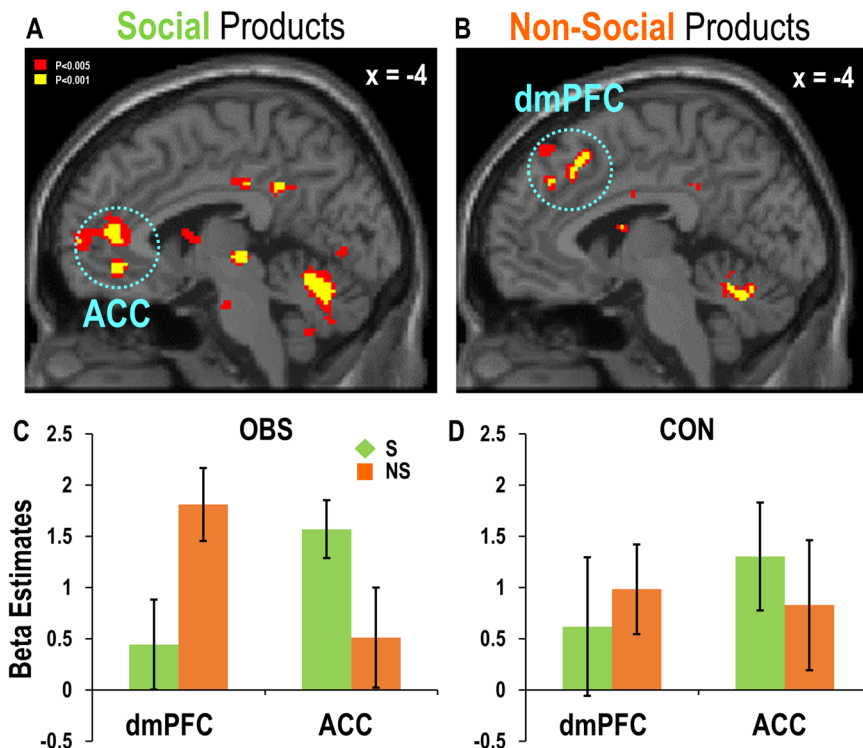 A Social Products
P<0.005
P<0.001
x = -4
ACC
B Non-Social Products
x = -4
dmPFC
C OBS
S
NS
Beta Estimates
2.5
2
1.5
1
0.5
0
-0.5
dmPFC ACC
D CON
2.5
2
1.5
1
0.5
0
-0.5
dmPFC ACC